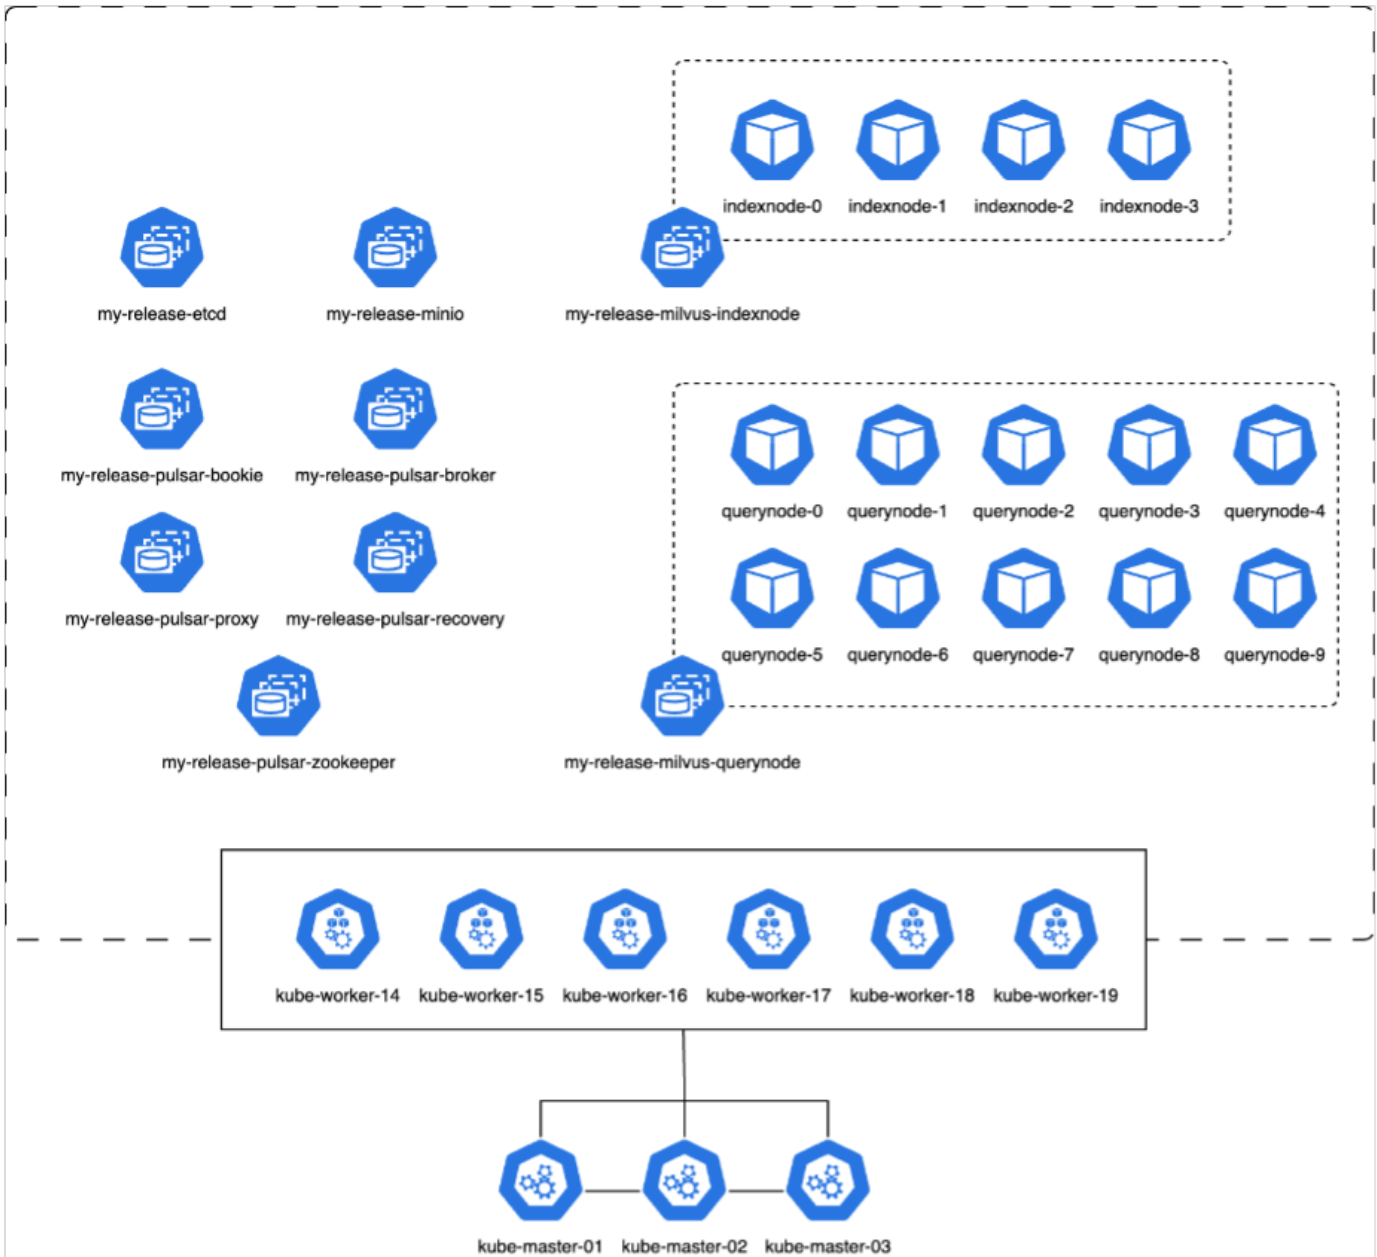 indexnode-0 indexnode-1 indexnode-2 indexnode-3
my-release-etcd my-release-minio my-release-milvus-indexnode
my-release-pulsar-bookie my-release-pulsar-broker
querynode-0 querynode-1 querynode-2 querynode-3 querynode-4
my-release-pulsar-proxy my-release-pulsar-recovery
querynode-5 querynode-6 querynode-7 querynode-8 querynode-9
my-release-pulsar-zookeeper my-release-milvus-querynode
kube-worker-14 kube-worker-15 kube-worker-16 kube-worker-17 kube-worker-18 kube-worker-19
kube-master-01 kube-master-02 kube-master-03